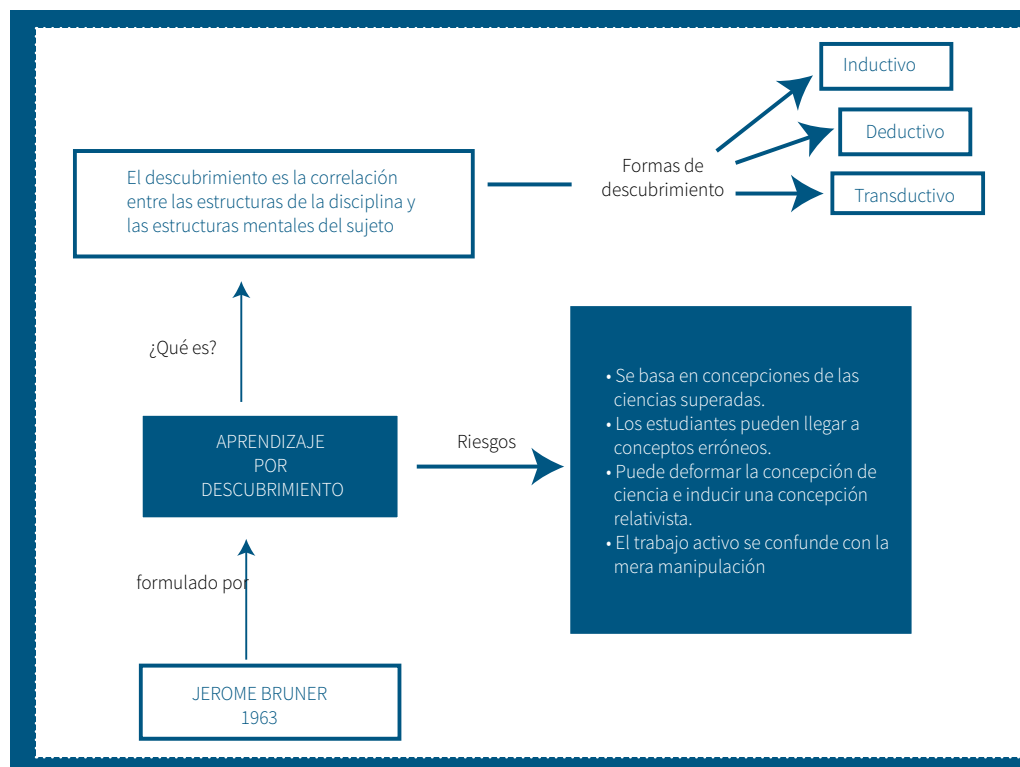 Inductivo
Deductivo
Transductivo
Formas de
descubrimiento
El descubrimiento es la correlación
entre las estructuras de la disciplina y
las estructuras mentales del sujeto
¿Qué es?
APRENDIZAJE
POR
DESCUBRIMIENTO
Riesgos
• Se basa en concepciones de las
ciencias superadas.
• Los estudiantes pueden llegar a
conceptos erróneos.
• Puede deformar la concepción de
ciencia e inducir una concepción
relativista.
• El trabajo activo se confunde con la
mera manipulación
formulado por
JEROME BRUNER
1963